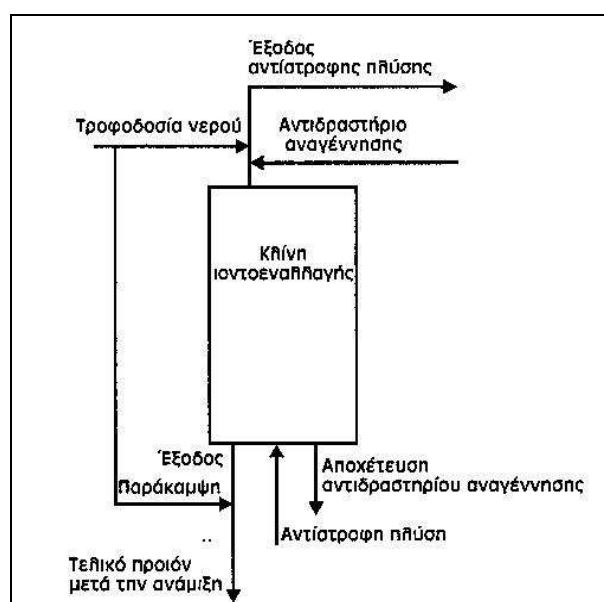 Έξοδος
αντίστροφης πλύσης
Τροφοδοσία νερού
Αντιδραστήριο
αναγέννησης
Κλίνη
ιοντοεναλλαγής
Έξοδος
Παράκαμψη
Αποχέτευση
αντιδραστηρίου αναγέννησης
Αντίστροφη πλύση
Τελικό προιόν
μετά την ανάμιξη